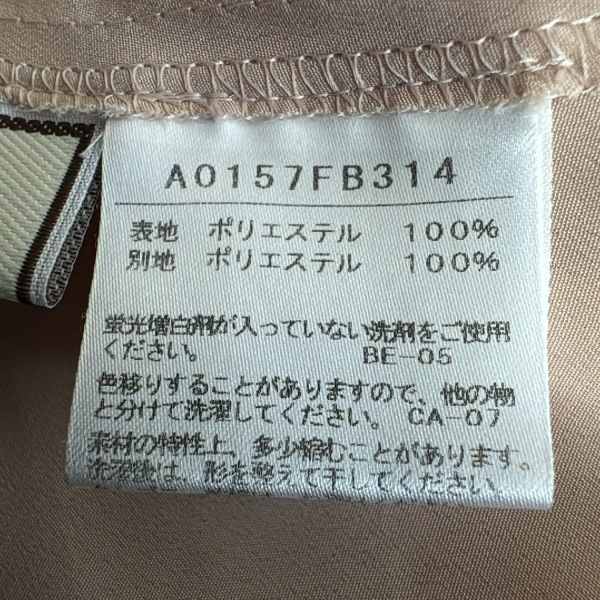 A0157FB314
表地 ポリエステル 100%
別地 ポリエステル 100%
蛍光増白剤が入っていない洗剤をご使用
ください。 BE-05
色移りすることがありますので、他の物
と分けて洗濯してください。 CA-07
素材の特性上、多少縮むことがあります。
洗濯後は、形を整えて干してください。